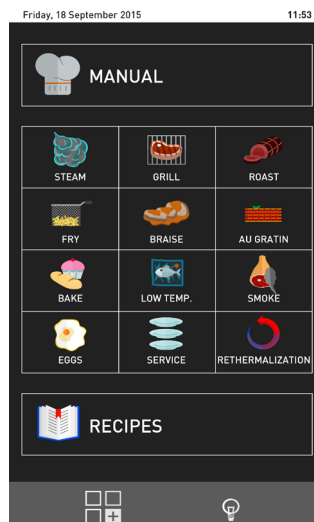 Friday, 18 September 2015 11:53
MANUAL
STEAM GRILL ROAST
FRY BRAISE AU GRATIN
BAKE LOW TEMP. SMOKE
EGGS SERVICE RETHERMALIZATION
RECIPES